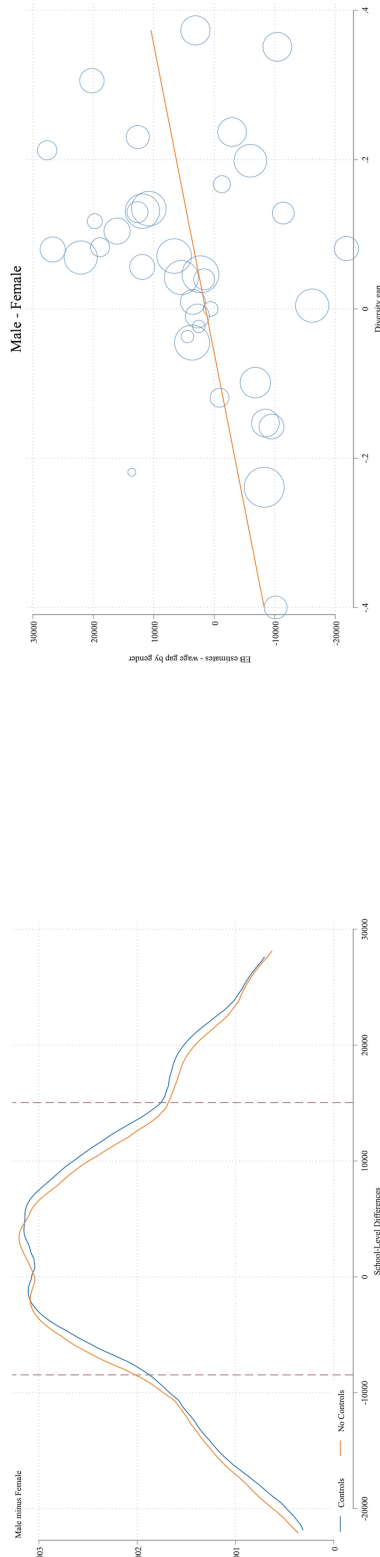 Male minus Female
003
002
001
0
-20000 -10000 0 10000 20000 30000
School-Level Differences
Controls No Controls
Male - Female
EB estimates - wage gap by gender
30000
20000
10000
0
-10000
-20000
-.4 -.2 0 .2 .4
Diversity gap